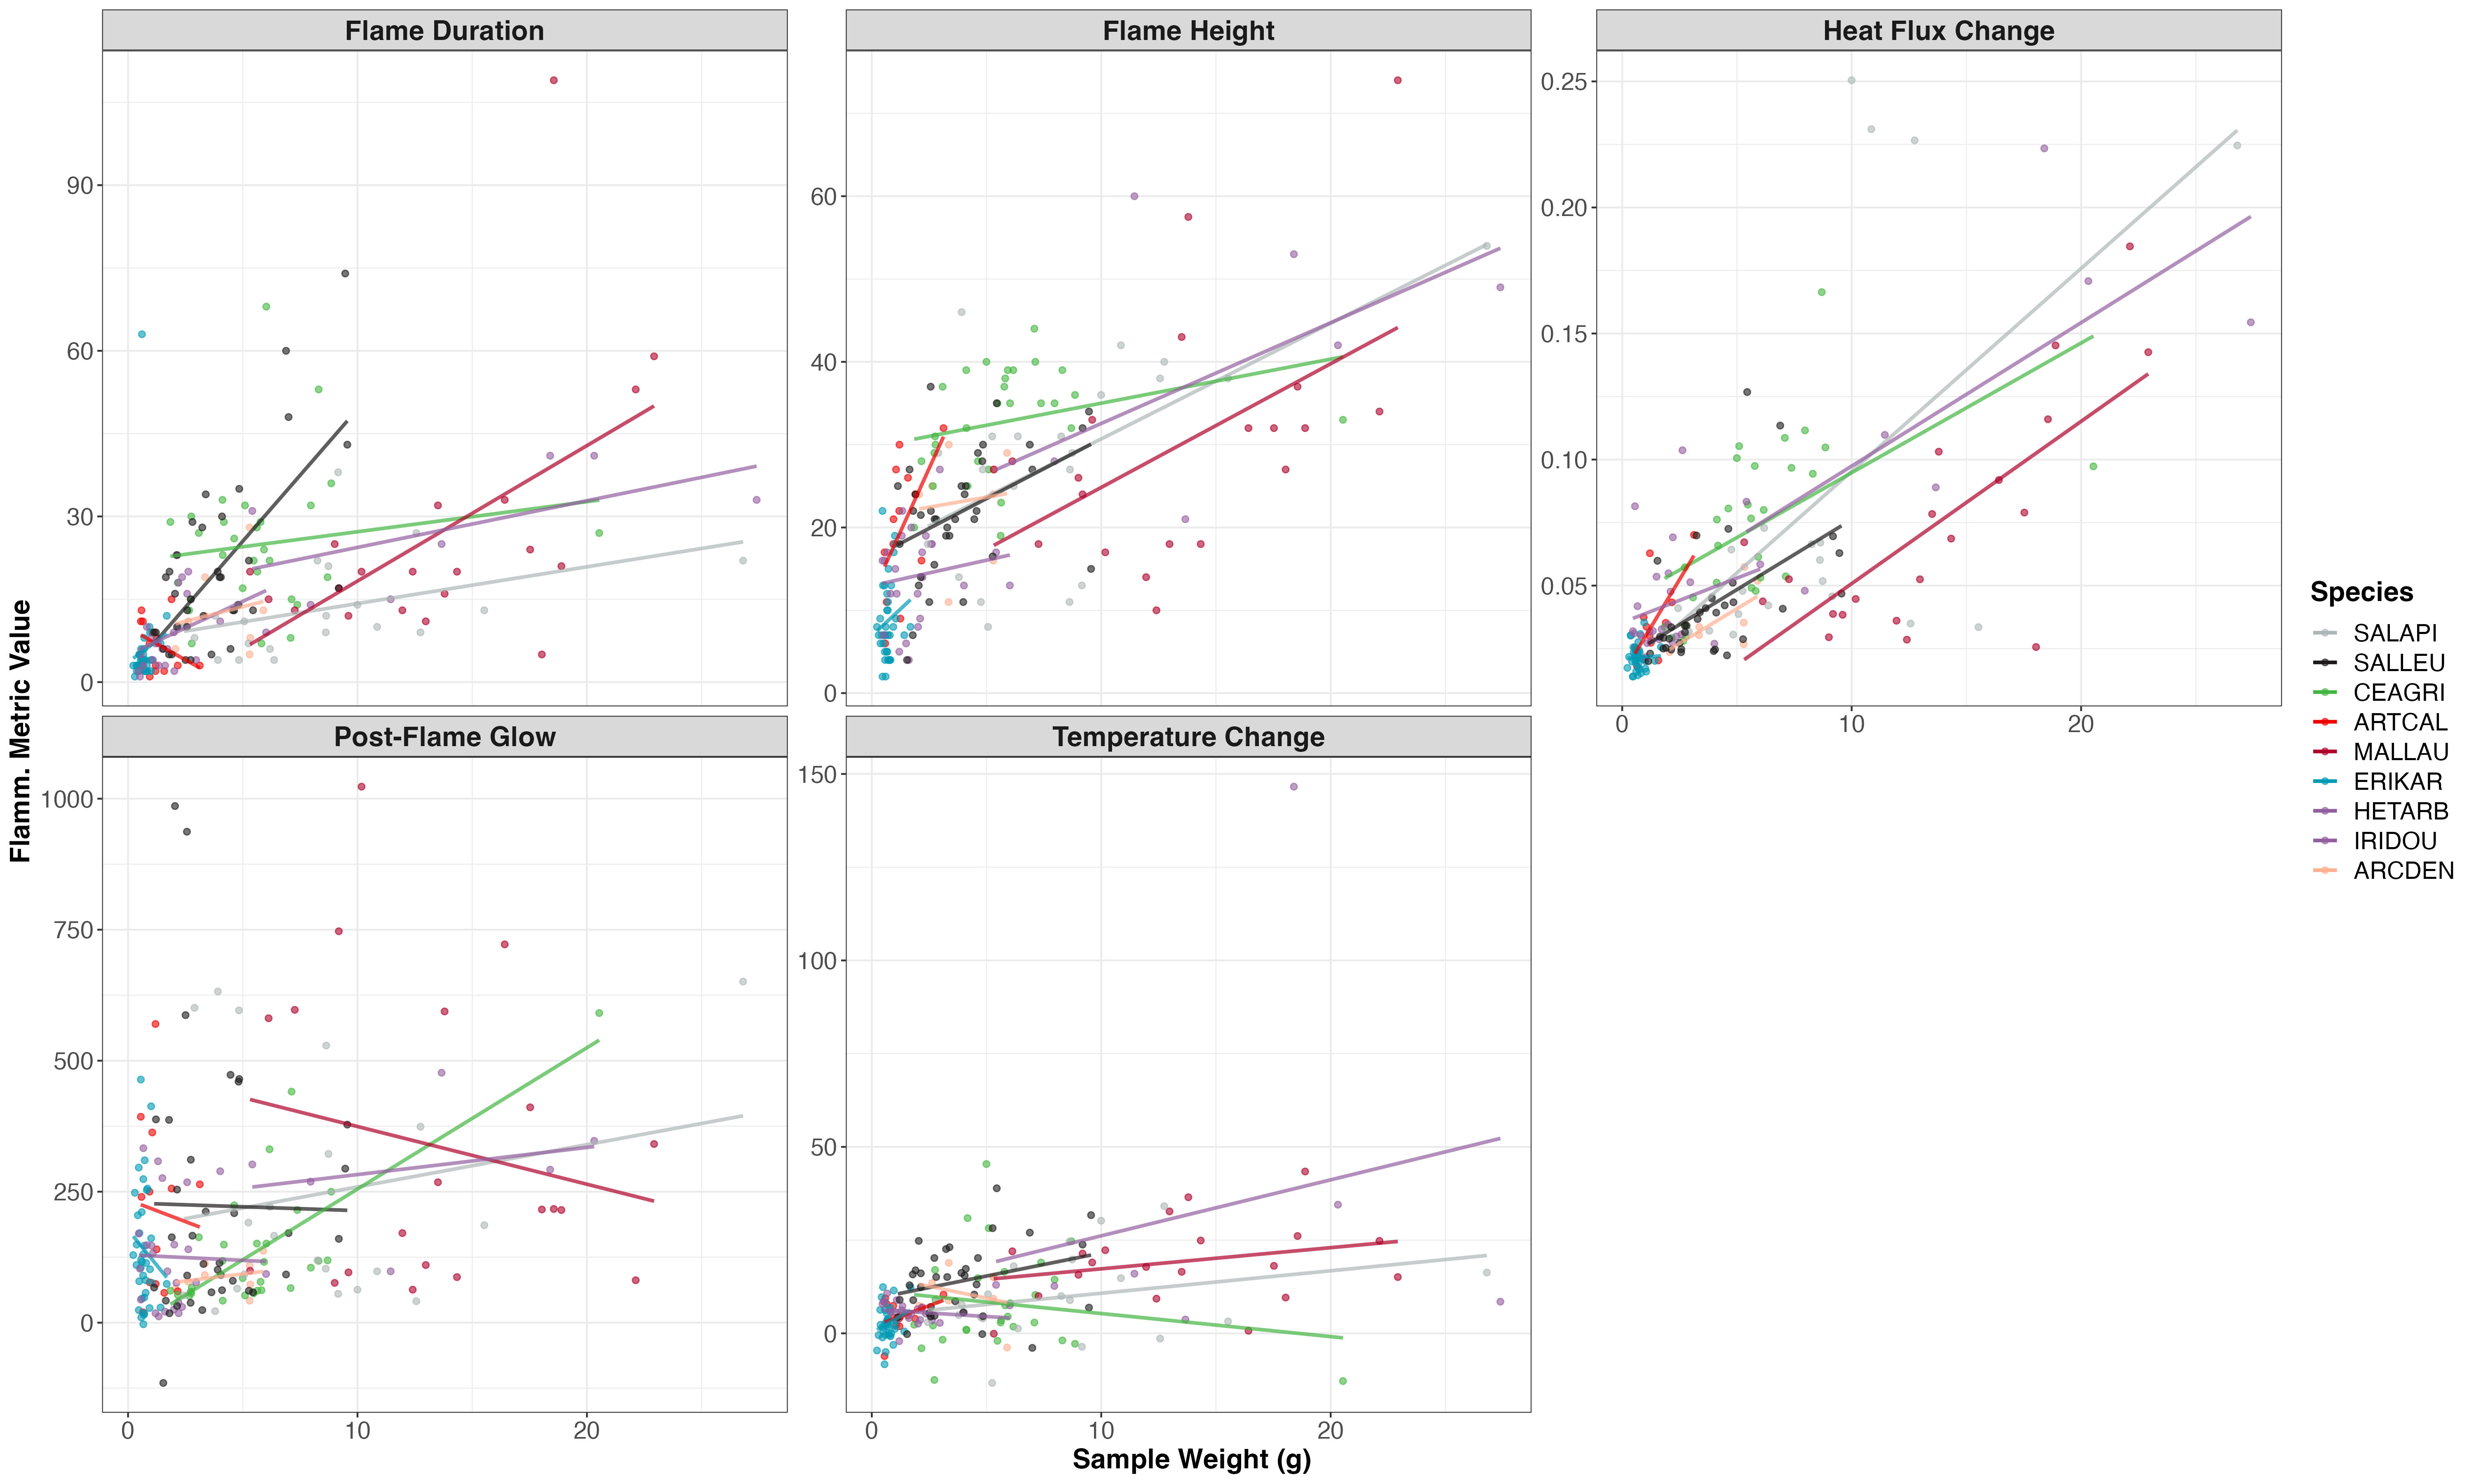 Flame Duration
Flame Height
Heat Flux Change
90
60
30
0
60
40
20
0
0.25
0.20
0.15
0.10
0.05
0 10 20
Post-Flame Glow
Temperature Change
1000
750
500
250
0
0 10 20
150
100
50
0
0 10 20
Flamm. Metric Value
Sample Weight (g)
Species
SALAPI
SALLEU
CEAGRI
ARTCAL
MALLAU
ERIKAR
HETARB
IRIDOU
ARCDEN